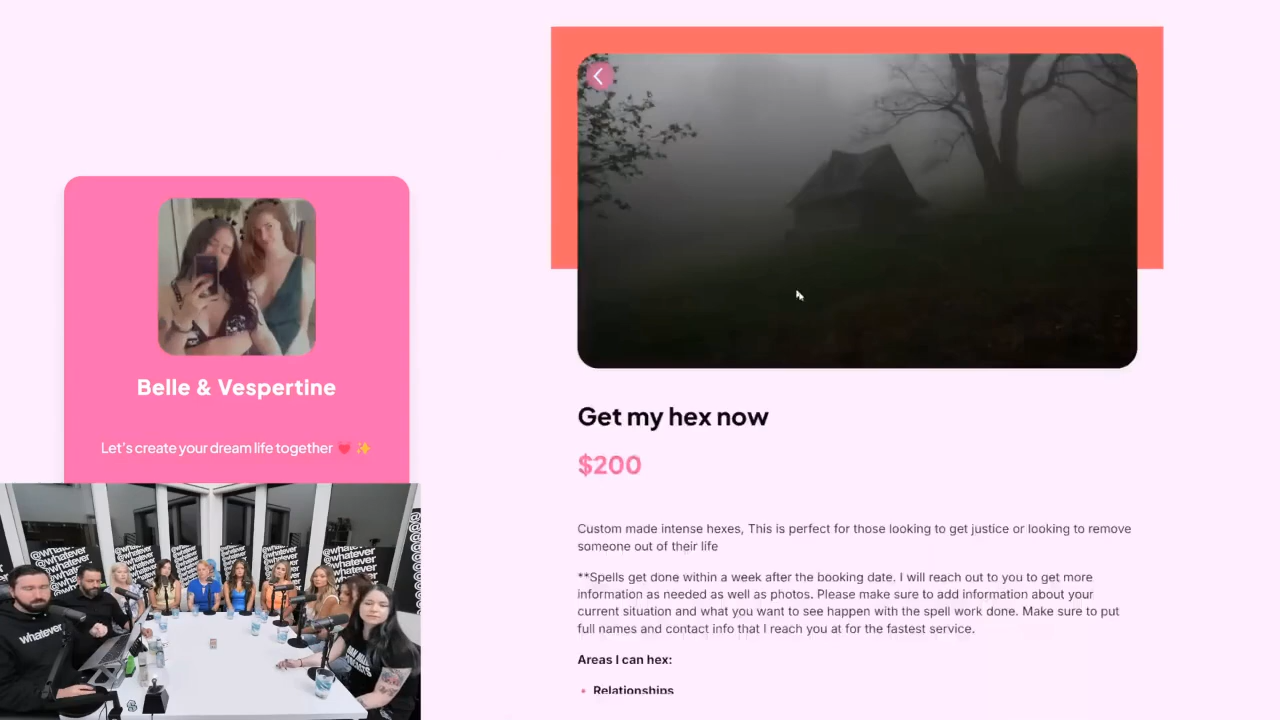 Belle & Vespertine
Let's create your dream life together
Get my hex now
$200
Custom made intense hexes, This is perfect for those looking to get justice or looking to remove
someone out of their life
**Spells get done within a week after the booking date. I will reach out to you to get more
information as needed as well as photos. Please make sure to add information about your
current situation and what you want to see happen with the spell work done. Make sure to put
full names and contact info that I reach you at for the fastest service.
Areas I can hex:
Relationships
@whatever
@whatever
@whatever
@whatever
whatever